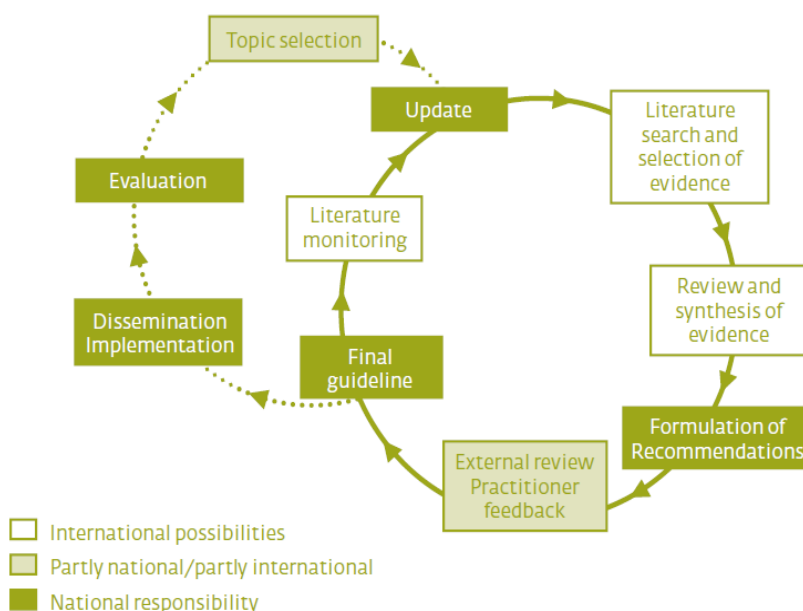 Topic selection
Update
Literature
search and
selection of
evidence
Evaluation
Literature
monitoring
Review and
synthesis of
evidence
Dissemination
Implementation
Final
guideline
Formulation of
Recommendations
External review
Practitioner
feedback
International possibilities
Partly national/partly international
National responsibility